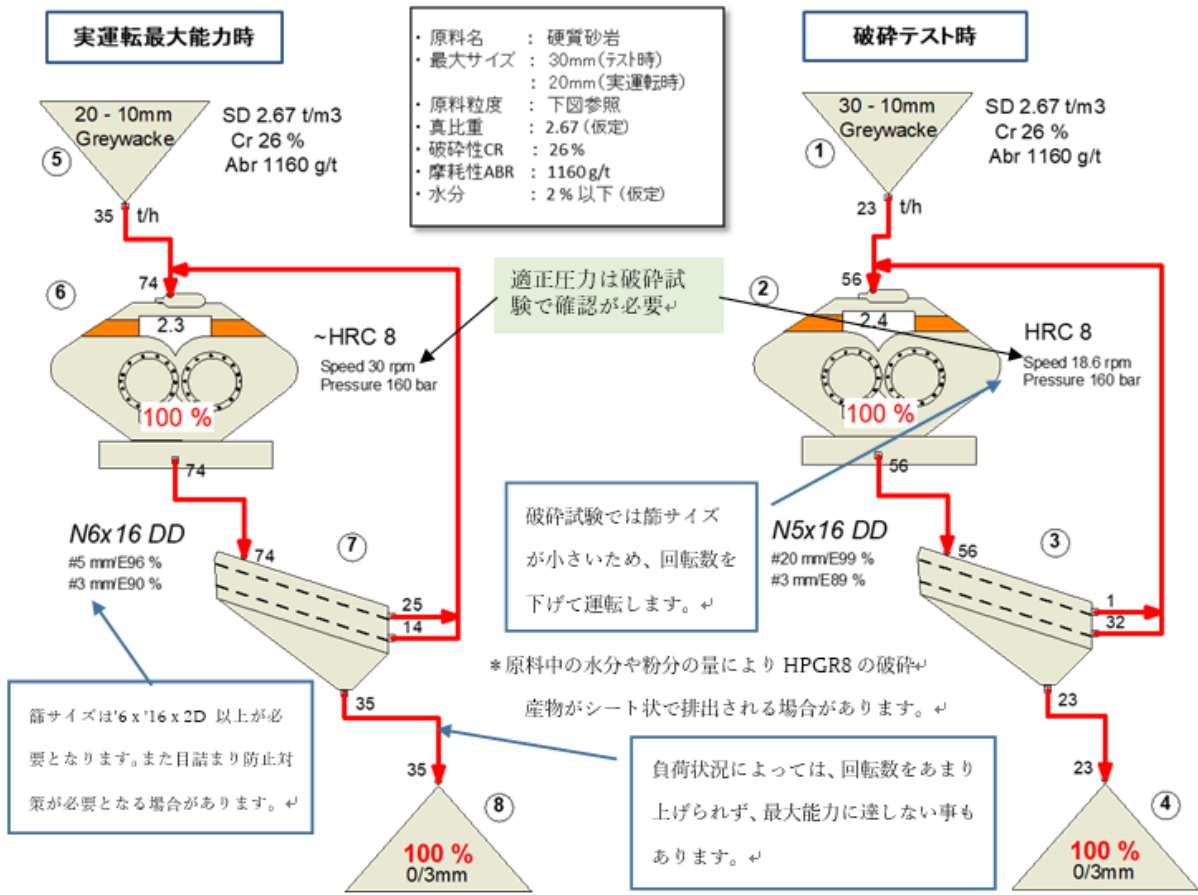 実運転最大能力時
20 - 10mm
Greywacke
SD 2.67 t/m3
Cr 26 %
Abr 1160 g/t
5
35 t/h
74
6
2.3
~HRC 8
Speed 30 rpm
Pressure 160 bar
100 %
74
N6x16 DD
#5 mm/E96 %
#3 mm/E90 %
7
74
25
14
篩サイズは'6 x '16 x 2D 以上が必
要となります。また目詰まり防止対
策が必要となる場合があります。↵
35
35
8
100 %
0/3mm
・原料名 : 硬質砂岩
・最大サイズ : 30mm(テスト時)
: 20mm(実運転時)
・原料粒度 : 下図参照
・真比重 : 2.67 (仮定)
・破砕性CR : 26%
・摩耗性ABR : 1160 g/t
・水分 : 2%以下 (仮定)
適正圧力は破砕試
験で確認が必要↵
破砕試験では篩サイズ
が小さいため、回転数を
下げて運転します。↵
*原料中の水分や粉分の量により HPGR8 の破砕↵
産物がシート状で排出される場合があります。↵
負荷状況によっては、回転数をあまり
上げられず、最大能力に達しない事も
あります。↵
破砕テスト時
30 - 10mm
Greywacke
SD 2.67 t/m3
Cr 26 %
Abr 1160 g/t
1
23 t/h
56
2
2.4
HRC 8
Speed 18.6 rpm
Pressure 160 bar
100 %
56
N5x16 DD
#20 mm/E99 %
#3 mm/E89 %
3
56
1
32
23
23
4
100 %
0/3mm